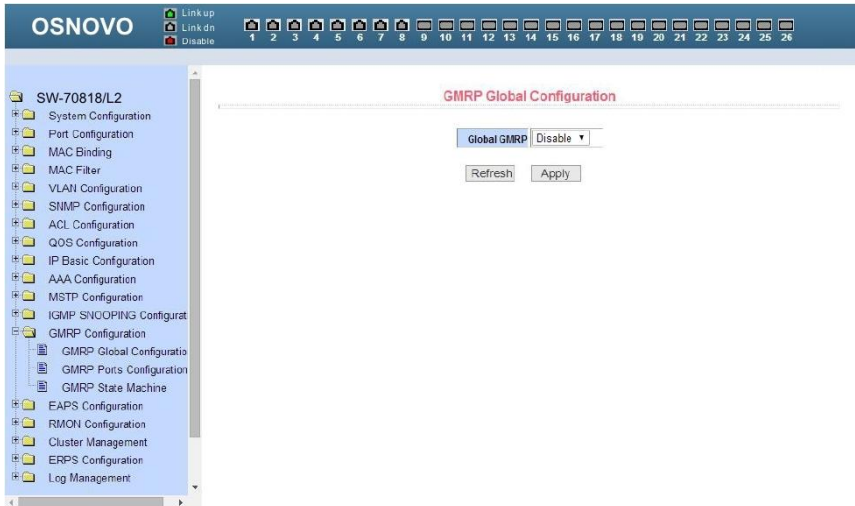 OSNOVO
Linkup
Linkdn
Disable
1 2 3 4 5 6 7 8 9 10 11 12 13 14 15 16 17 18 19 20 21 22 23 24 25 26
SW-70818/L2
System Configuration
Port Configuration
MAC Binding
MAC Filter
VLAN Configuration
SNMP Configuration
ACL Configuration
QOS Configuration
IP Basic Configuration
AAA Configuration
MSTP Configuration
IGMP SNOOPING Configurat
GMRP Configuration
GMRP Global Configuratio
GMRP Ports Configuration
GMRP State Machine
EAPS Configuration
RMON Configuration
Cluster Management
ERPS Configuration
Log Management
GMRP Global Configuration
Global GMRP Disable
Refresh Apply